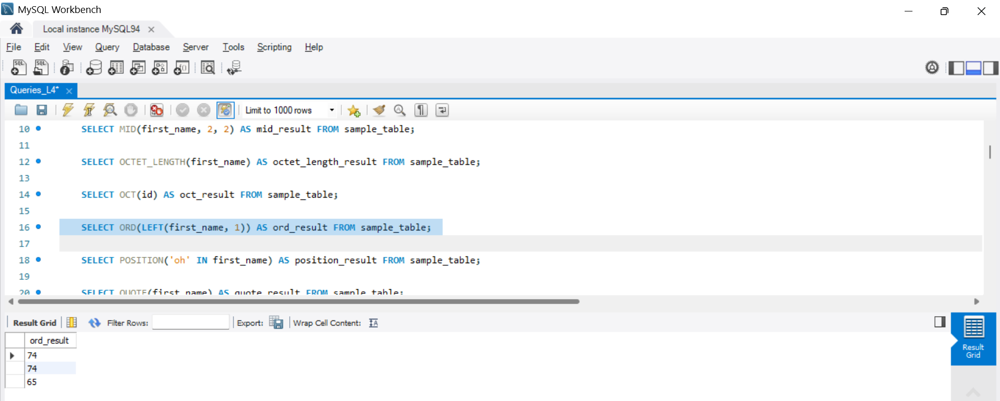 MySQL Workbench
Local instance MySQL94
File Edit View Query Database Server Tools Scripting Help
Queries_L4*
Limit to 1000 rows
10 SELECT MID(first_name, 2, 2) AS mid_result FROM sample_table;
11
12 SELECT OCTET_LENGTH(first_name) AS octet_length_result FROM sample_table;
13
14 SELECT OCT(id) AS oct_result FROM sample_table;
15
16 SELECT ORD(LEFT(first_name, 1)) AS ord_result FROM sample_table;
17
18 SELECT POSITION('oh' IN first_name) AS position_result FROM sample_table;
19
20 SELECT QUOTE(first_name) AS quote_result FROM sample_table;
Result Grid Filter Rows: Export: Wrap Cell Content:
ord_result
74
74
65
Result
Grid